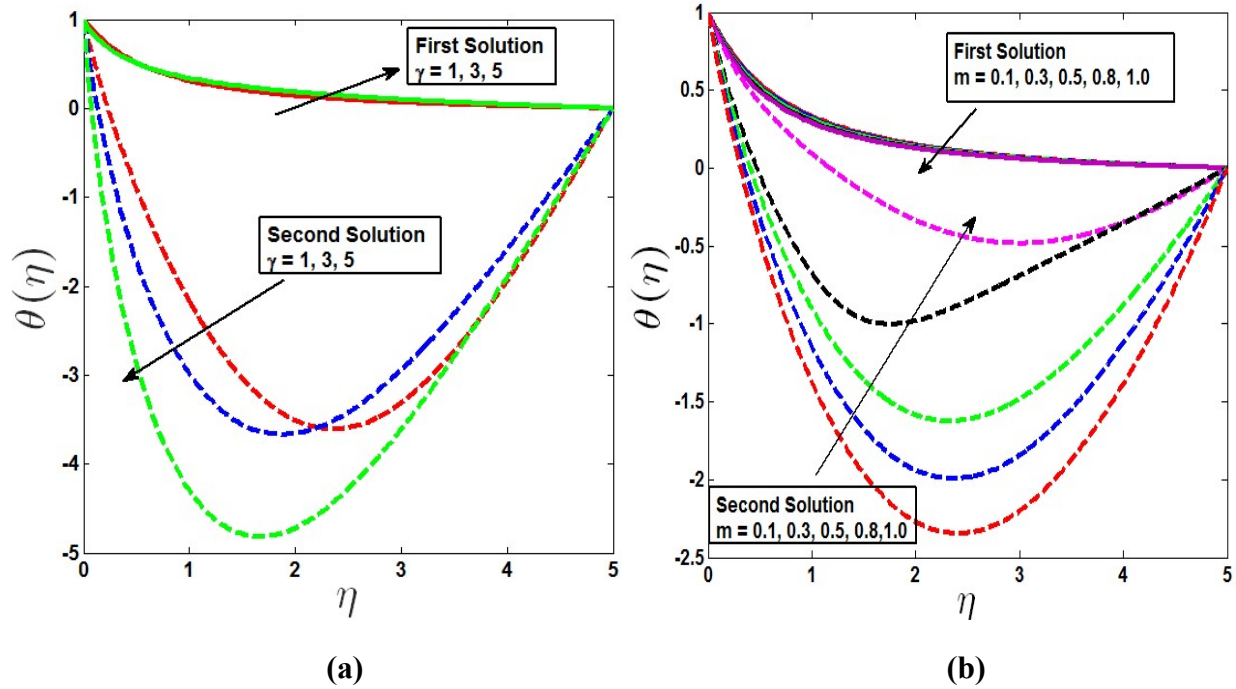 1
0
-1
-2
-3
-4
-5
0
1
2
3
4
5
θ(η)
η
First Solution
γ = 1, 3, 5
Second Solution
γ = 1, 3, 5
(a)
1
0.5
0
-0.5
-1
-1.5
-2
-2.5
0
1
2
3
4
5
θ(η)
η
First Solution
m = 0.1, 0.3, 0.5, 0.8, 1.0
Second Solution
m = 0.1, 0.3, 0.5, 0.8,1.0
(b)